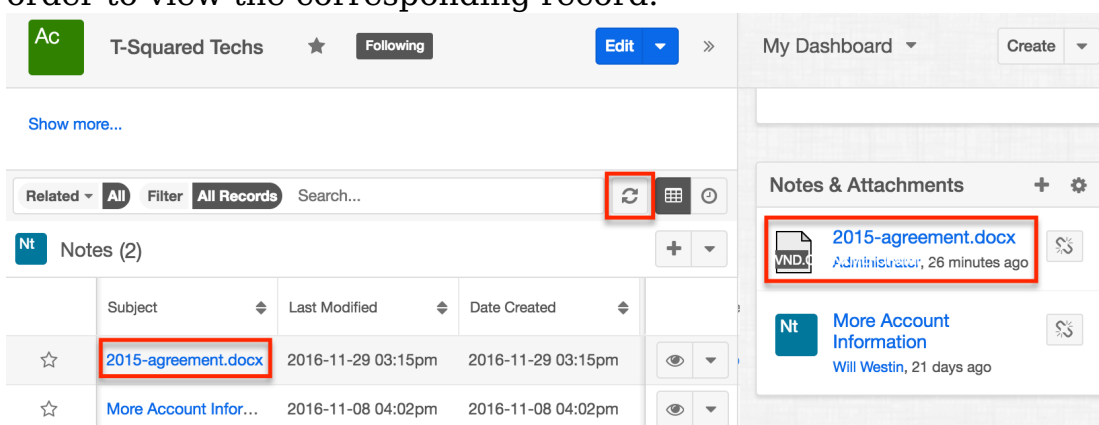 order to view the corresponding record.
Ac
T-Squared Techs
Following
Edit
Show more...
Related
All
Filter
All Records
Search...
Nt
Notes (2)
Subject
Last Modified
Date Created
2015-agreement.docx
2016-11-29 03:15pm
2016-11-29 03:15pm
More Account Infor...
2016-11-08 04:02pm
2016-11-08 04:02pm
My Dashboard
Create
Notes & Attachments
VND.
2015-agreement.docx
Administrator, 26 minutes ago
Nt
More Account
Information
Will Westin, 21 days ago